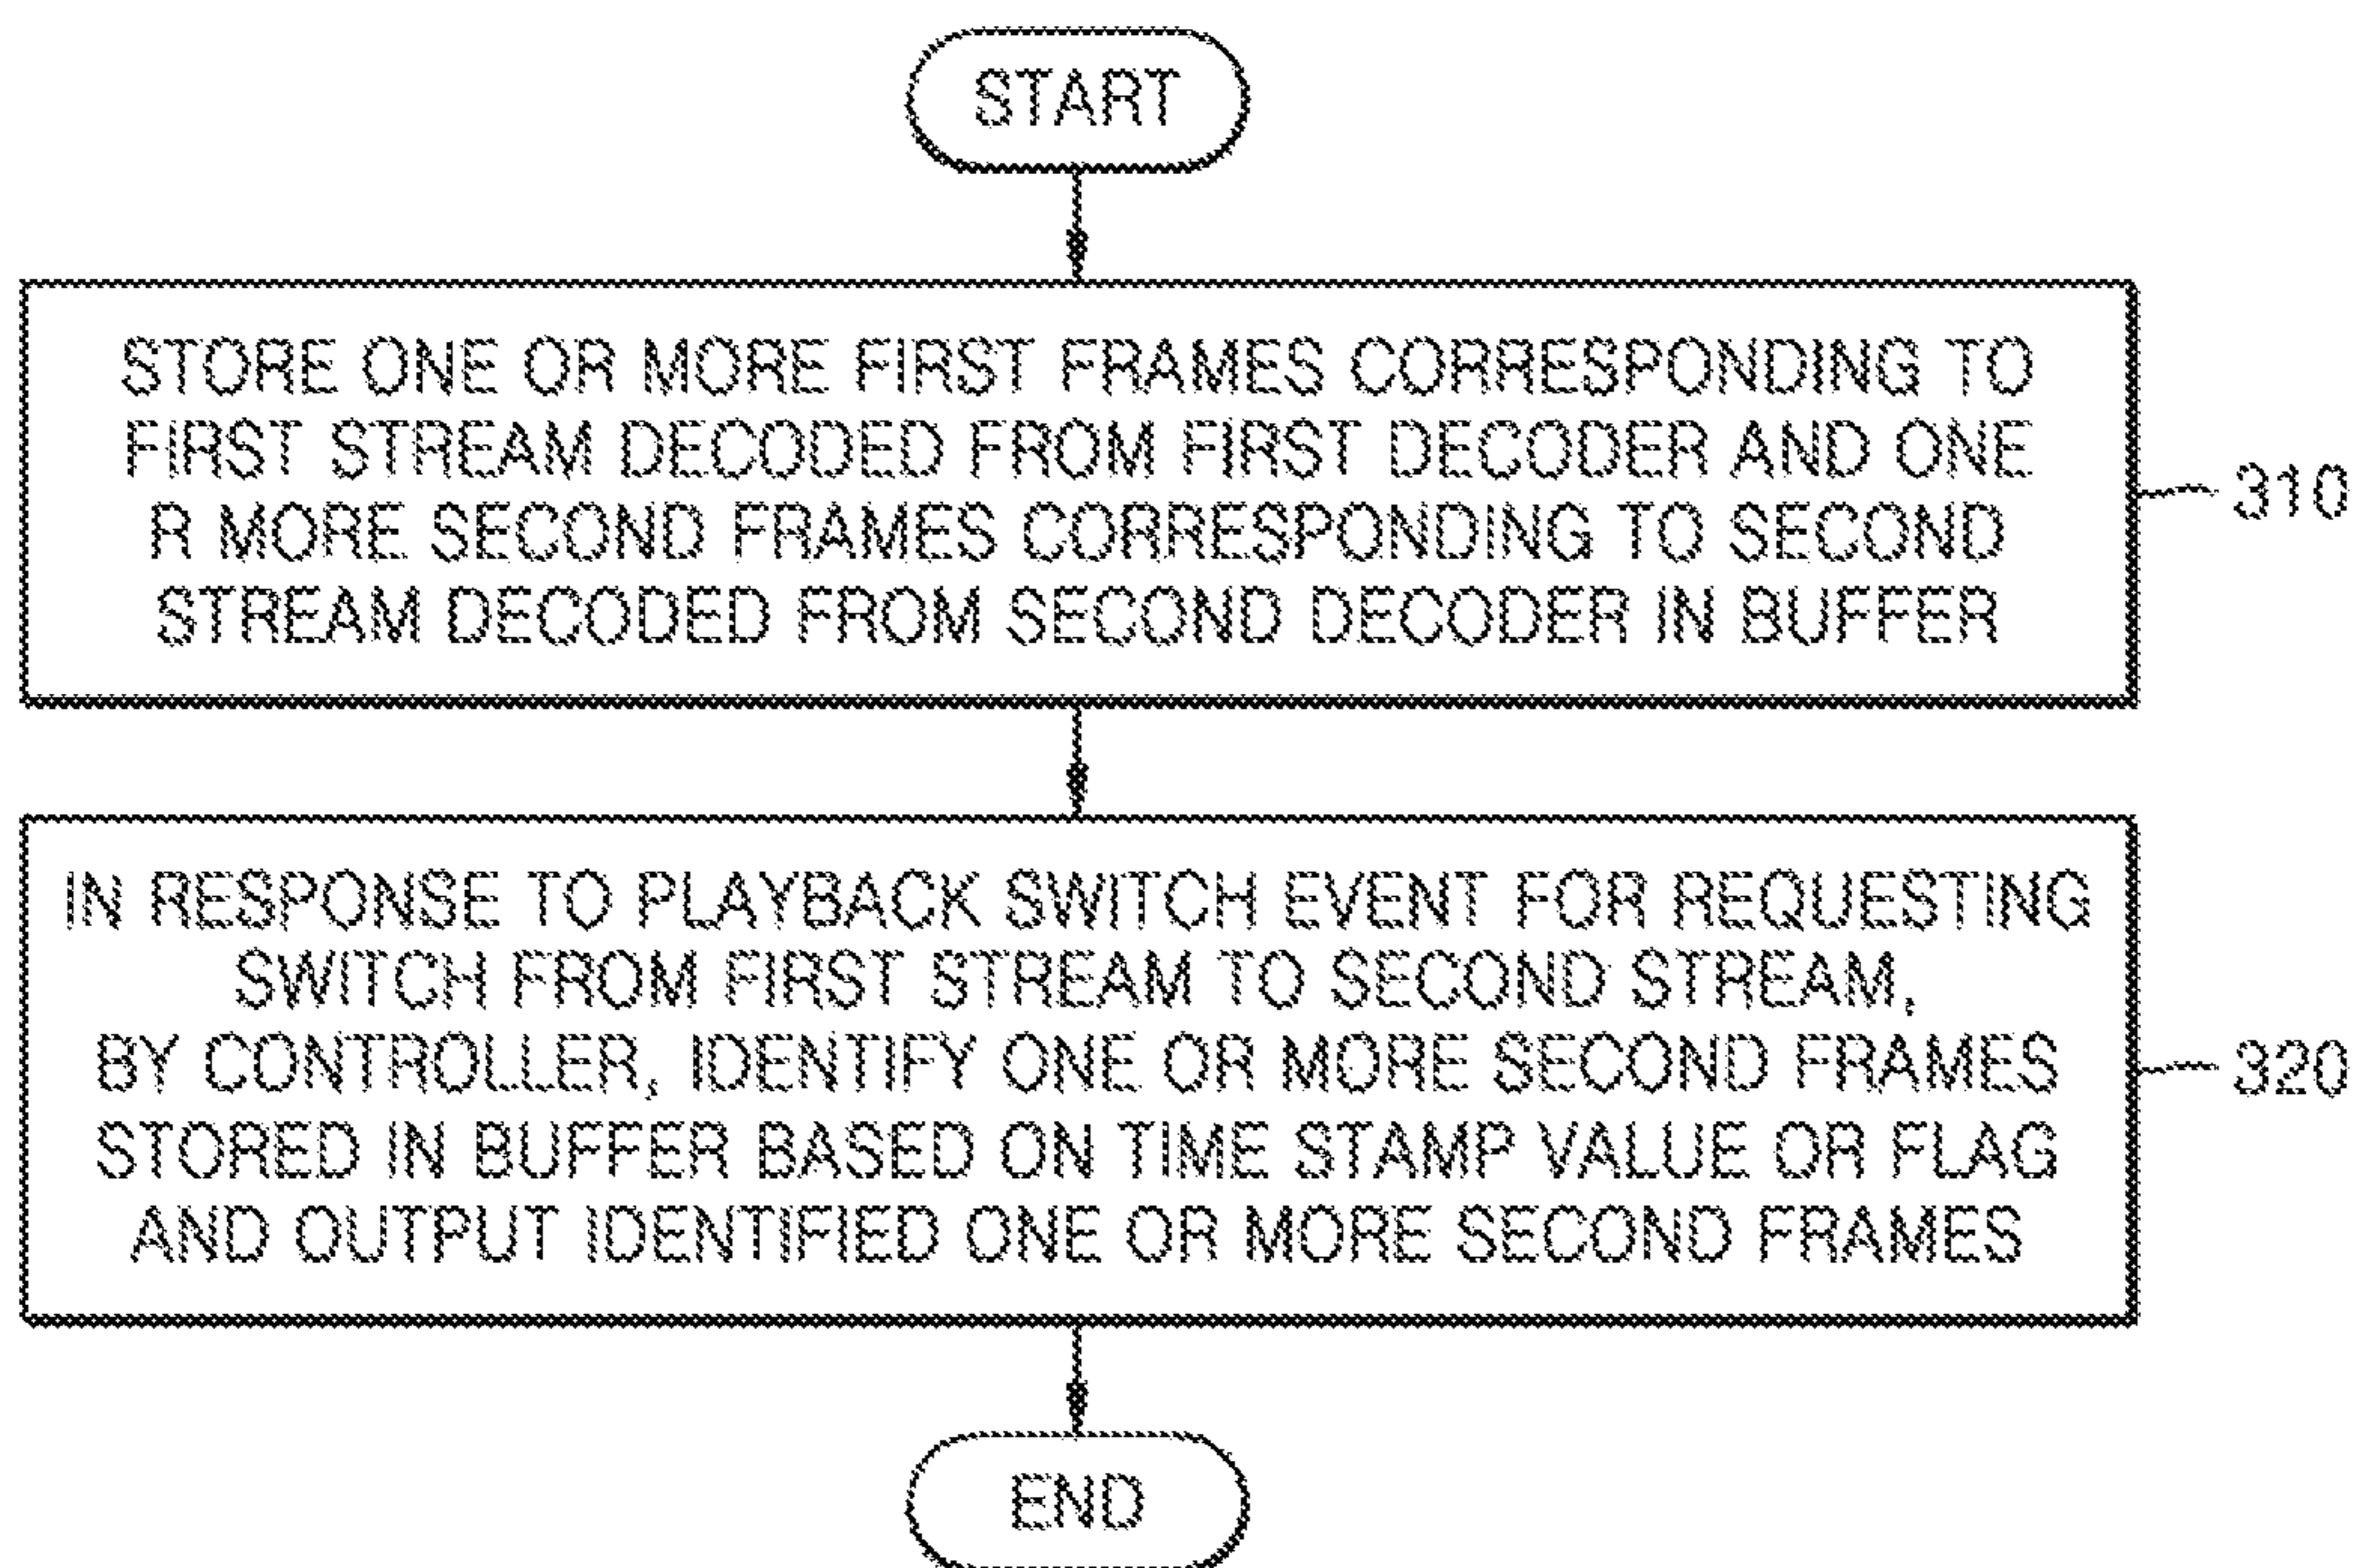 START
STORE ONE OR MORE FIRST FRAMES CORRESPONDING TO
FIRST STREAM DECODED FROM FIRST DECODER AND ONE
R MORE SECOND FRAMES CORRESPONDING TO SECOND
STREAM DECODED FROM SECOND DECODER IN BUFFER
310
IN RESPONSE TO PLAYBACK SWITCH EVENT FOR REQUESTING
SWITCH FROM FIRST STREAM TO SECOND STREAM,
BY CONTROLLER, IDENTIFY ONE OR MORE SECOND FRAMES
STORED IN BUFFER BASED ON TIME STAMP VALUE OR FLAG
AND OUTPUT IDENTIFIED ONE OR MORE SECOND FRAMES
320
END